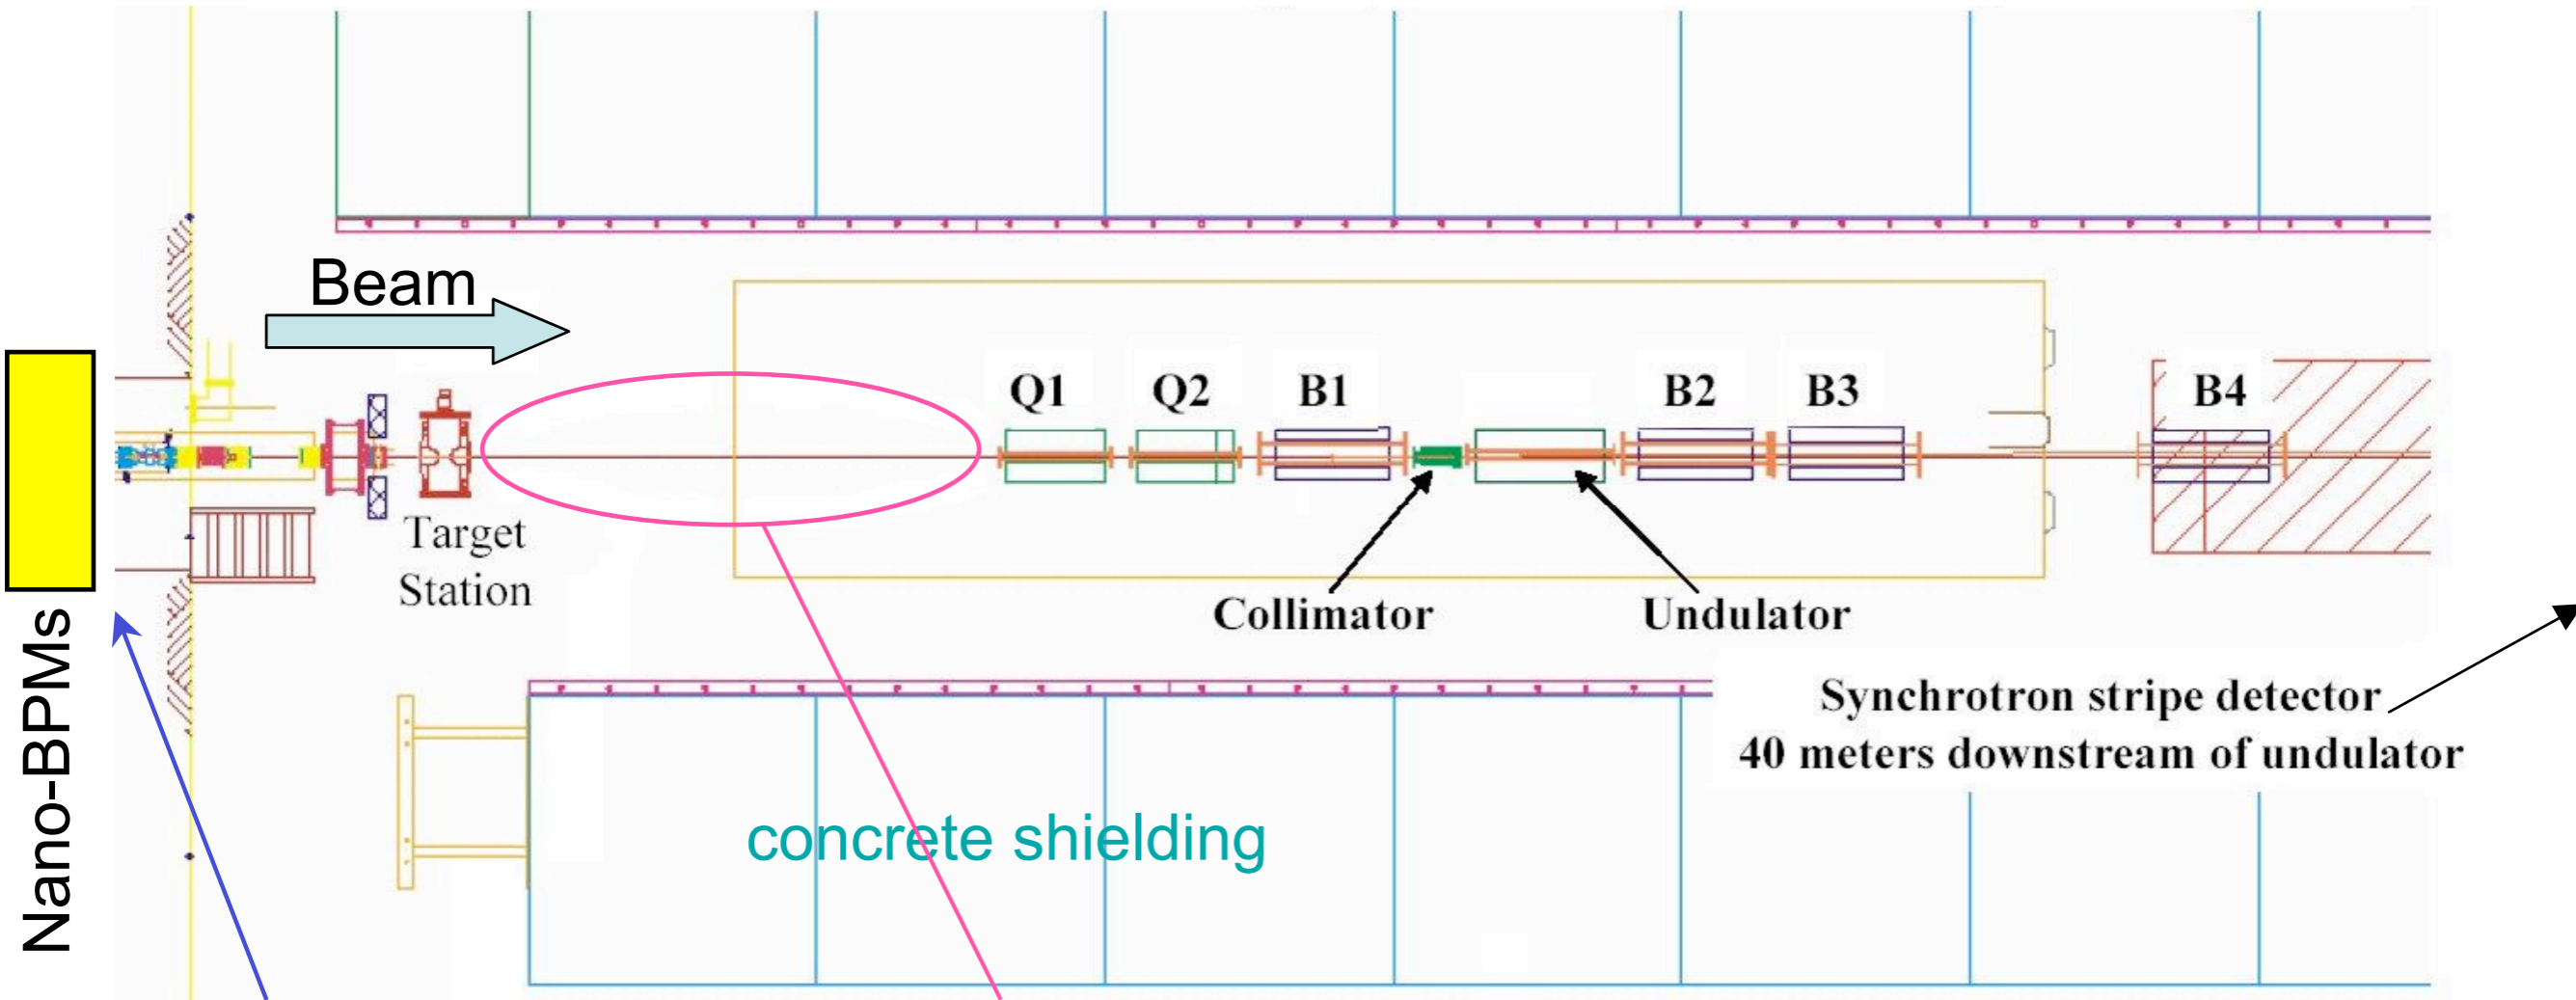 Beam
Q1
Q2
B1
B2
B3
B4
Nano-BPMs
Target
Station
Collimator
Undulator
Synchrotron stripe detector
40 meters downstream of undulator
concrete shielding